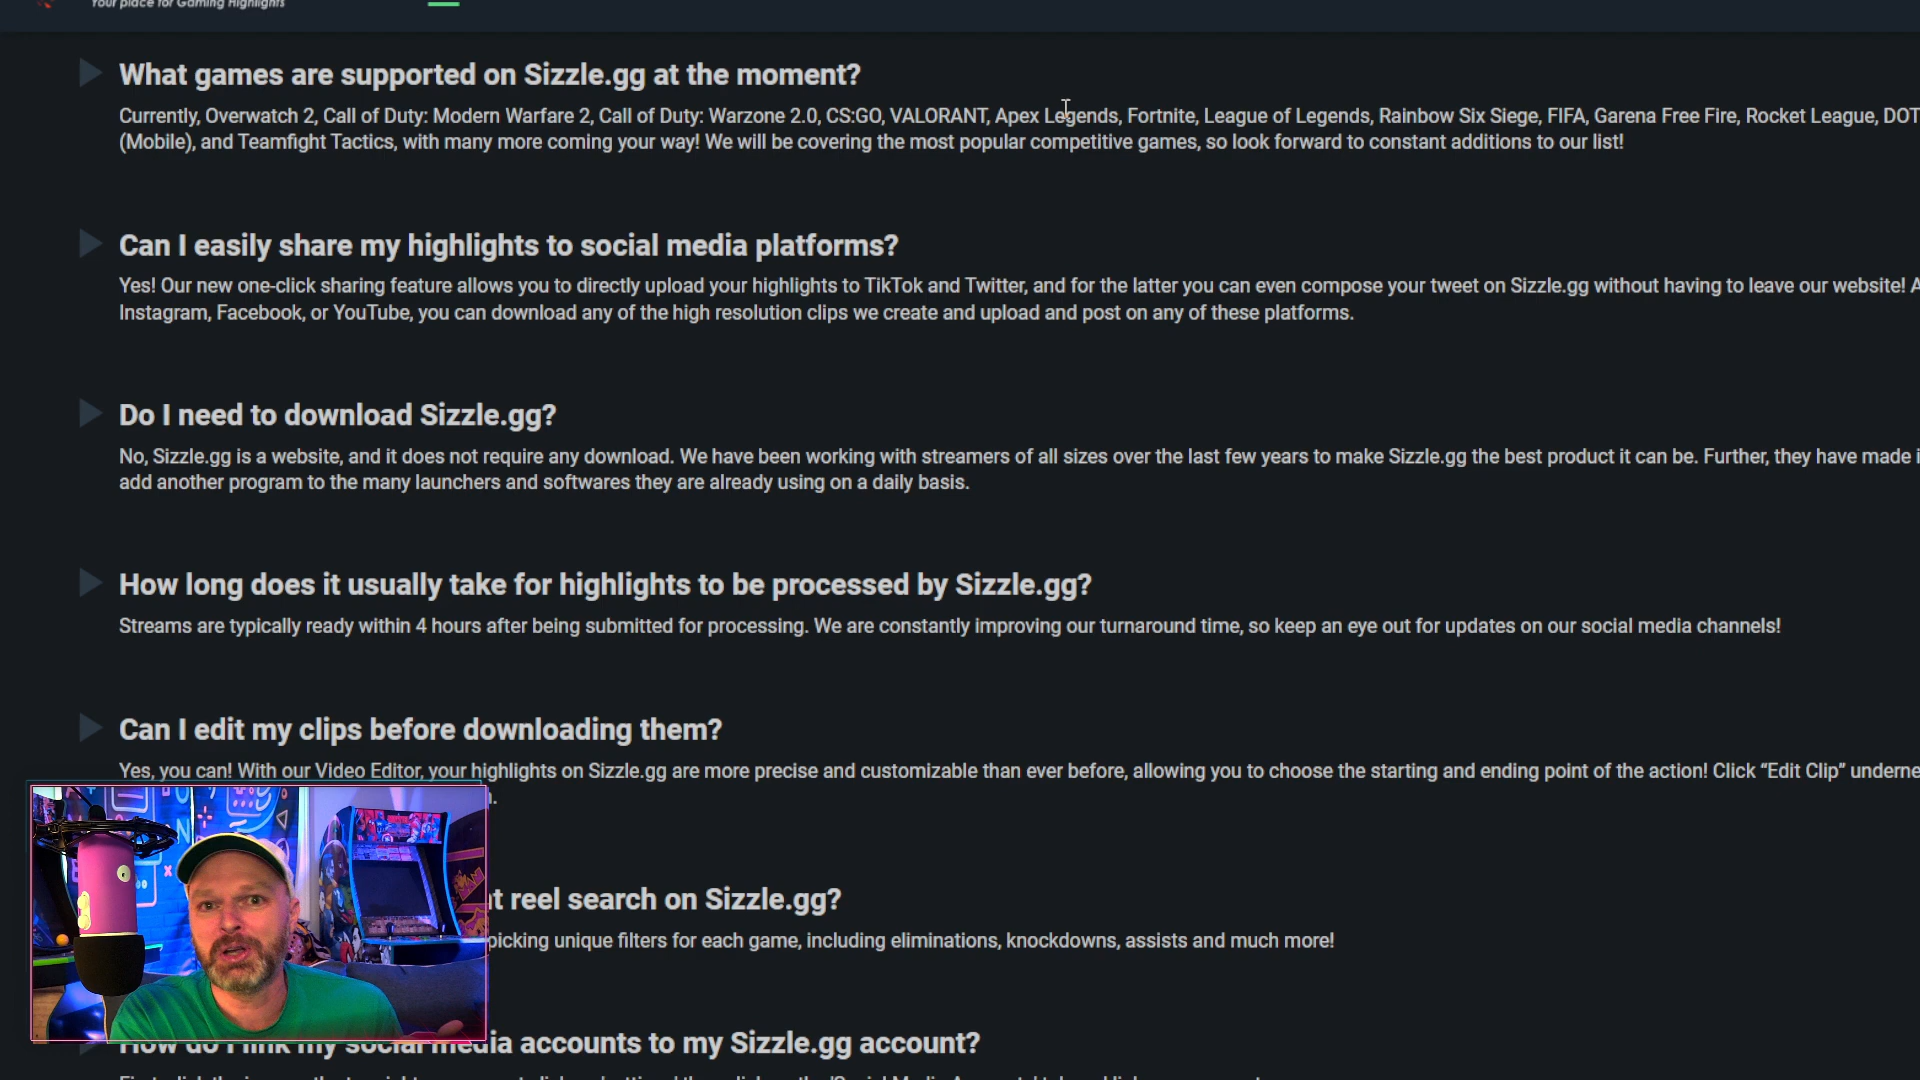 Your place for Gaming Highlights
What games are supported on Sizzle.gg at the moment?
Currently, Overwatch 2, Call of Duty: Modern Warfare 2, Call of Duty: Warzone 2.0, CS:GO, VALORANT, Apex Legends, Fortnite, League of Legends, Rainbow Six Siege, FIFA, Garena Free Fire, Rocket League, DOT
(Mobile), and Teamfight Tactics, with many more coming your way! We will be covering the most popular competitive games, so look forward to constant additions to our list!
Can I easily share my highlights to social media platforms?
Yes! Our new one-click sharing feature allows you to directly upload your highlights to TikTok and Twitter, and for the latter you can even compose your tweet on Sizzle.gg without having to leave our website! A
Instagram, Facebook, or YouTube, you can download any of the high resolution clips we create and upload and post on any of these platforms.
Do I need to download Sizzle.gg?
No, Sizzle.gg is a website, and it does not require any download. We have been working with streamers of all sizes over the last few years to make Sizzle.gg the best product it can be. Further, they have made i
add another program to the many launchers and softwares they are already using on a daily basis.
How long does it usually take for highlights to be processed by Sizzle.gg?
Streams are typically ready within 4 hours after being submitted for processing. We are constantly improving our turnaround time, so keep an eye out for updates on our social media channels!
Can I edit my clips before downloading them?
Yes, you can! With our Video Editor, your highlights on Sizzle.gg are more precise and customizable than ever before, allowing you to choose the starting and ending point of the action! Click “Edit Clip” underne
t reel search on Sizzle.gg?
picking unique filters for each game, including eliminations, knockdowns, assists and much more!
How do I link my social media accounts to my Sizzle.gg account?